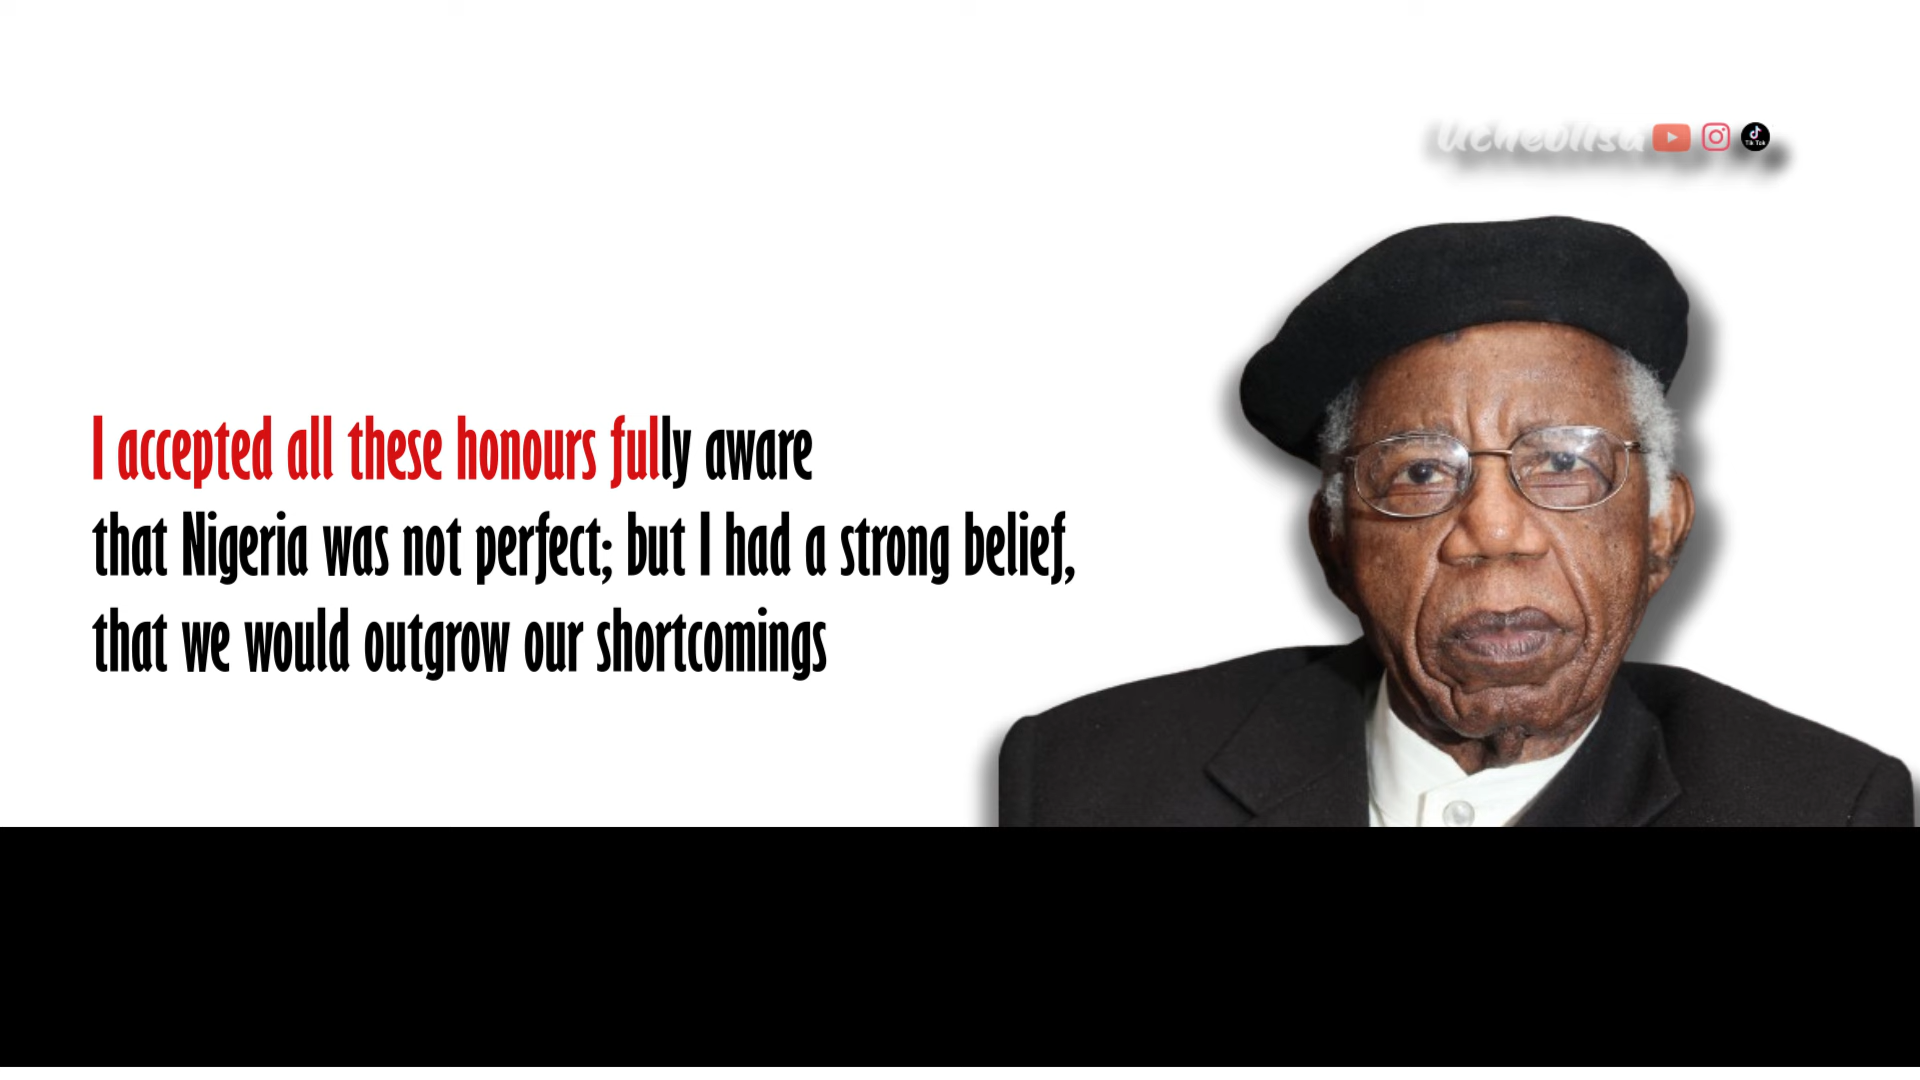 Ucheolisa
I accepted all these honours fully aware
that Nigeria was not perfect; but I had a strong belief,
that we would outgrow our shortcomings